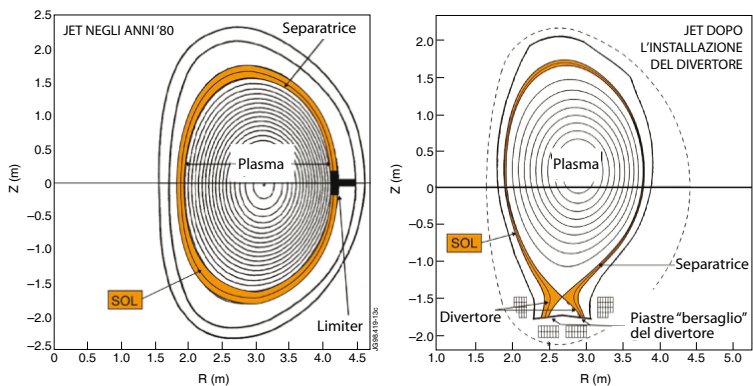 JET NEGLI ANNI '80
Separatrice
Plasma
SOL
Limiter
JG98.419-13c
Z (m)
2.5
2.0
1.5
1.0
0.5
0
−0.5
−1.0
−1.5
−2.0
−2.5
0 0.5 1.0 1.5 2.0 2.5 3.0 3.5 4.0 4.5
R (m)
JET DOPO
L'INSTALLAZIONE
DEL DIVERTORE
Plasma
SOL
Separatrice
Divertore
Piastre "bersaglio"
del divertore
Z (m)
2.0
1.5
1.0
0.5
0
−0.5
−1.0
−1.5
−2.0
1.0 1.5 2.0 2.5 3.0 3.5 4.0 4.5 5.0
R (m)